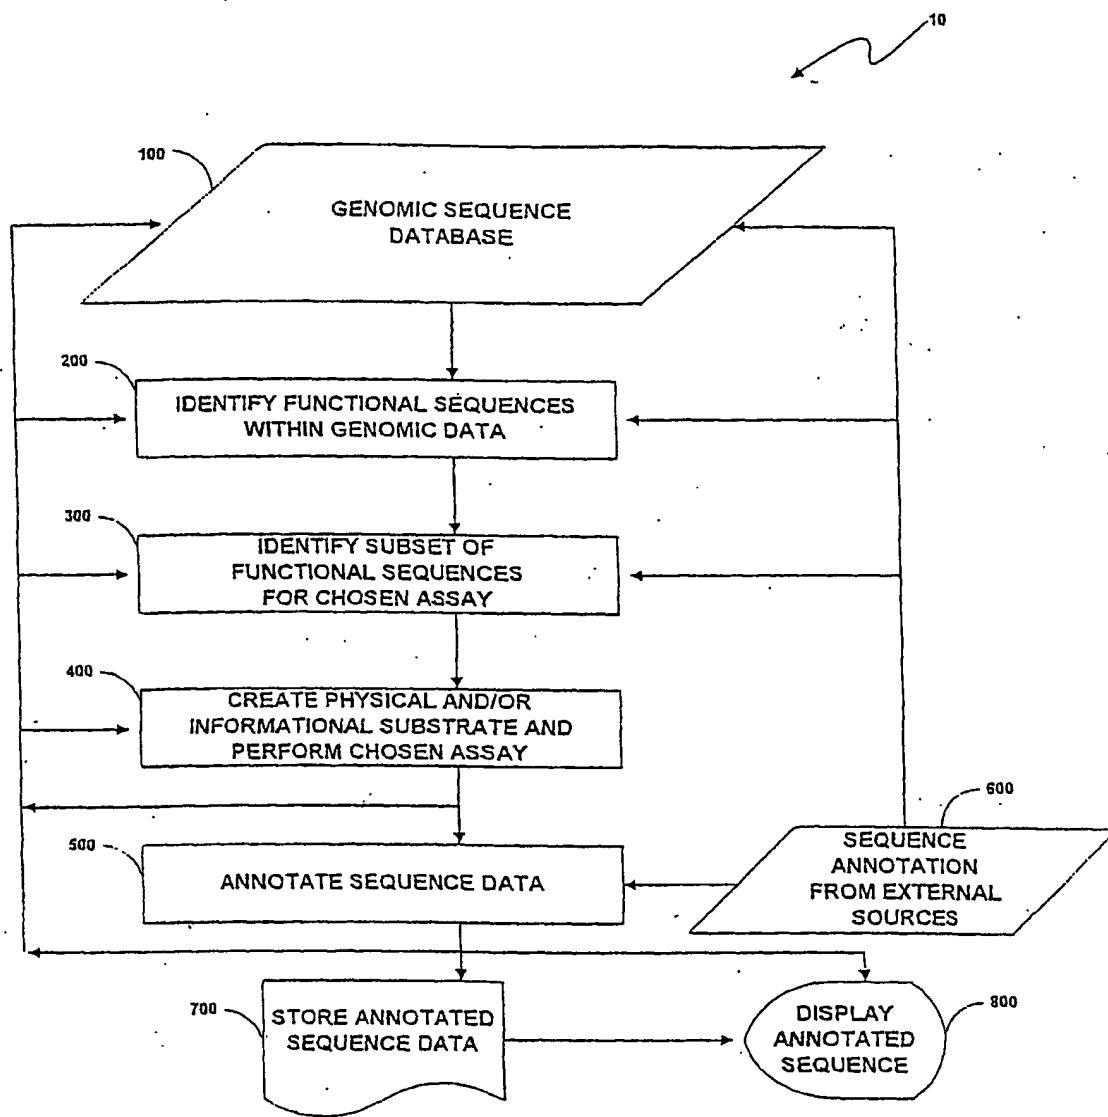 10
100
GENOMIC SEQUENCE
DATABASE
200
IDENTIFY FUNCTIONAL SEQUENCES
WITHIN GENOMIC DATA
300
IDENTIFY SUBSET OF
FUNCTIONAL SEQUENCES
FOR CHOSEN ASSAY
400
CREATE PHYSICAL AND/OR
INFORMATIONAL SUBSTRATE AND
PERFORM CHOSEN ASSAY
500
ANNOTATE SEQUENCE DATA
600
SEQUENCE
ANNOTATION
FROM EXTERNAL
SOURCES
700
STORE ANNOTATED
SEQUENCE DATA
800
DISPLAY
ANNOTATED
SEQUENCE